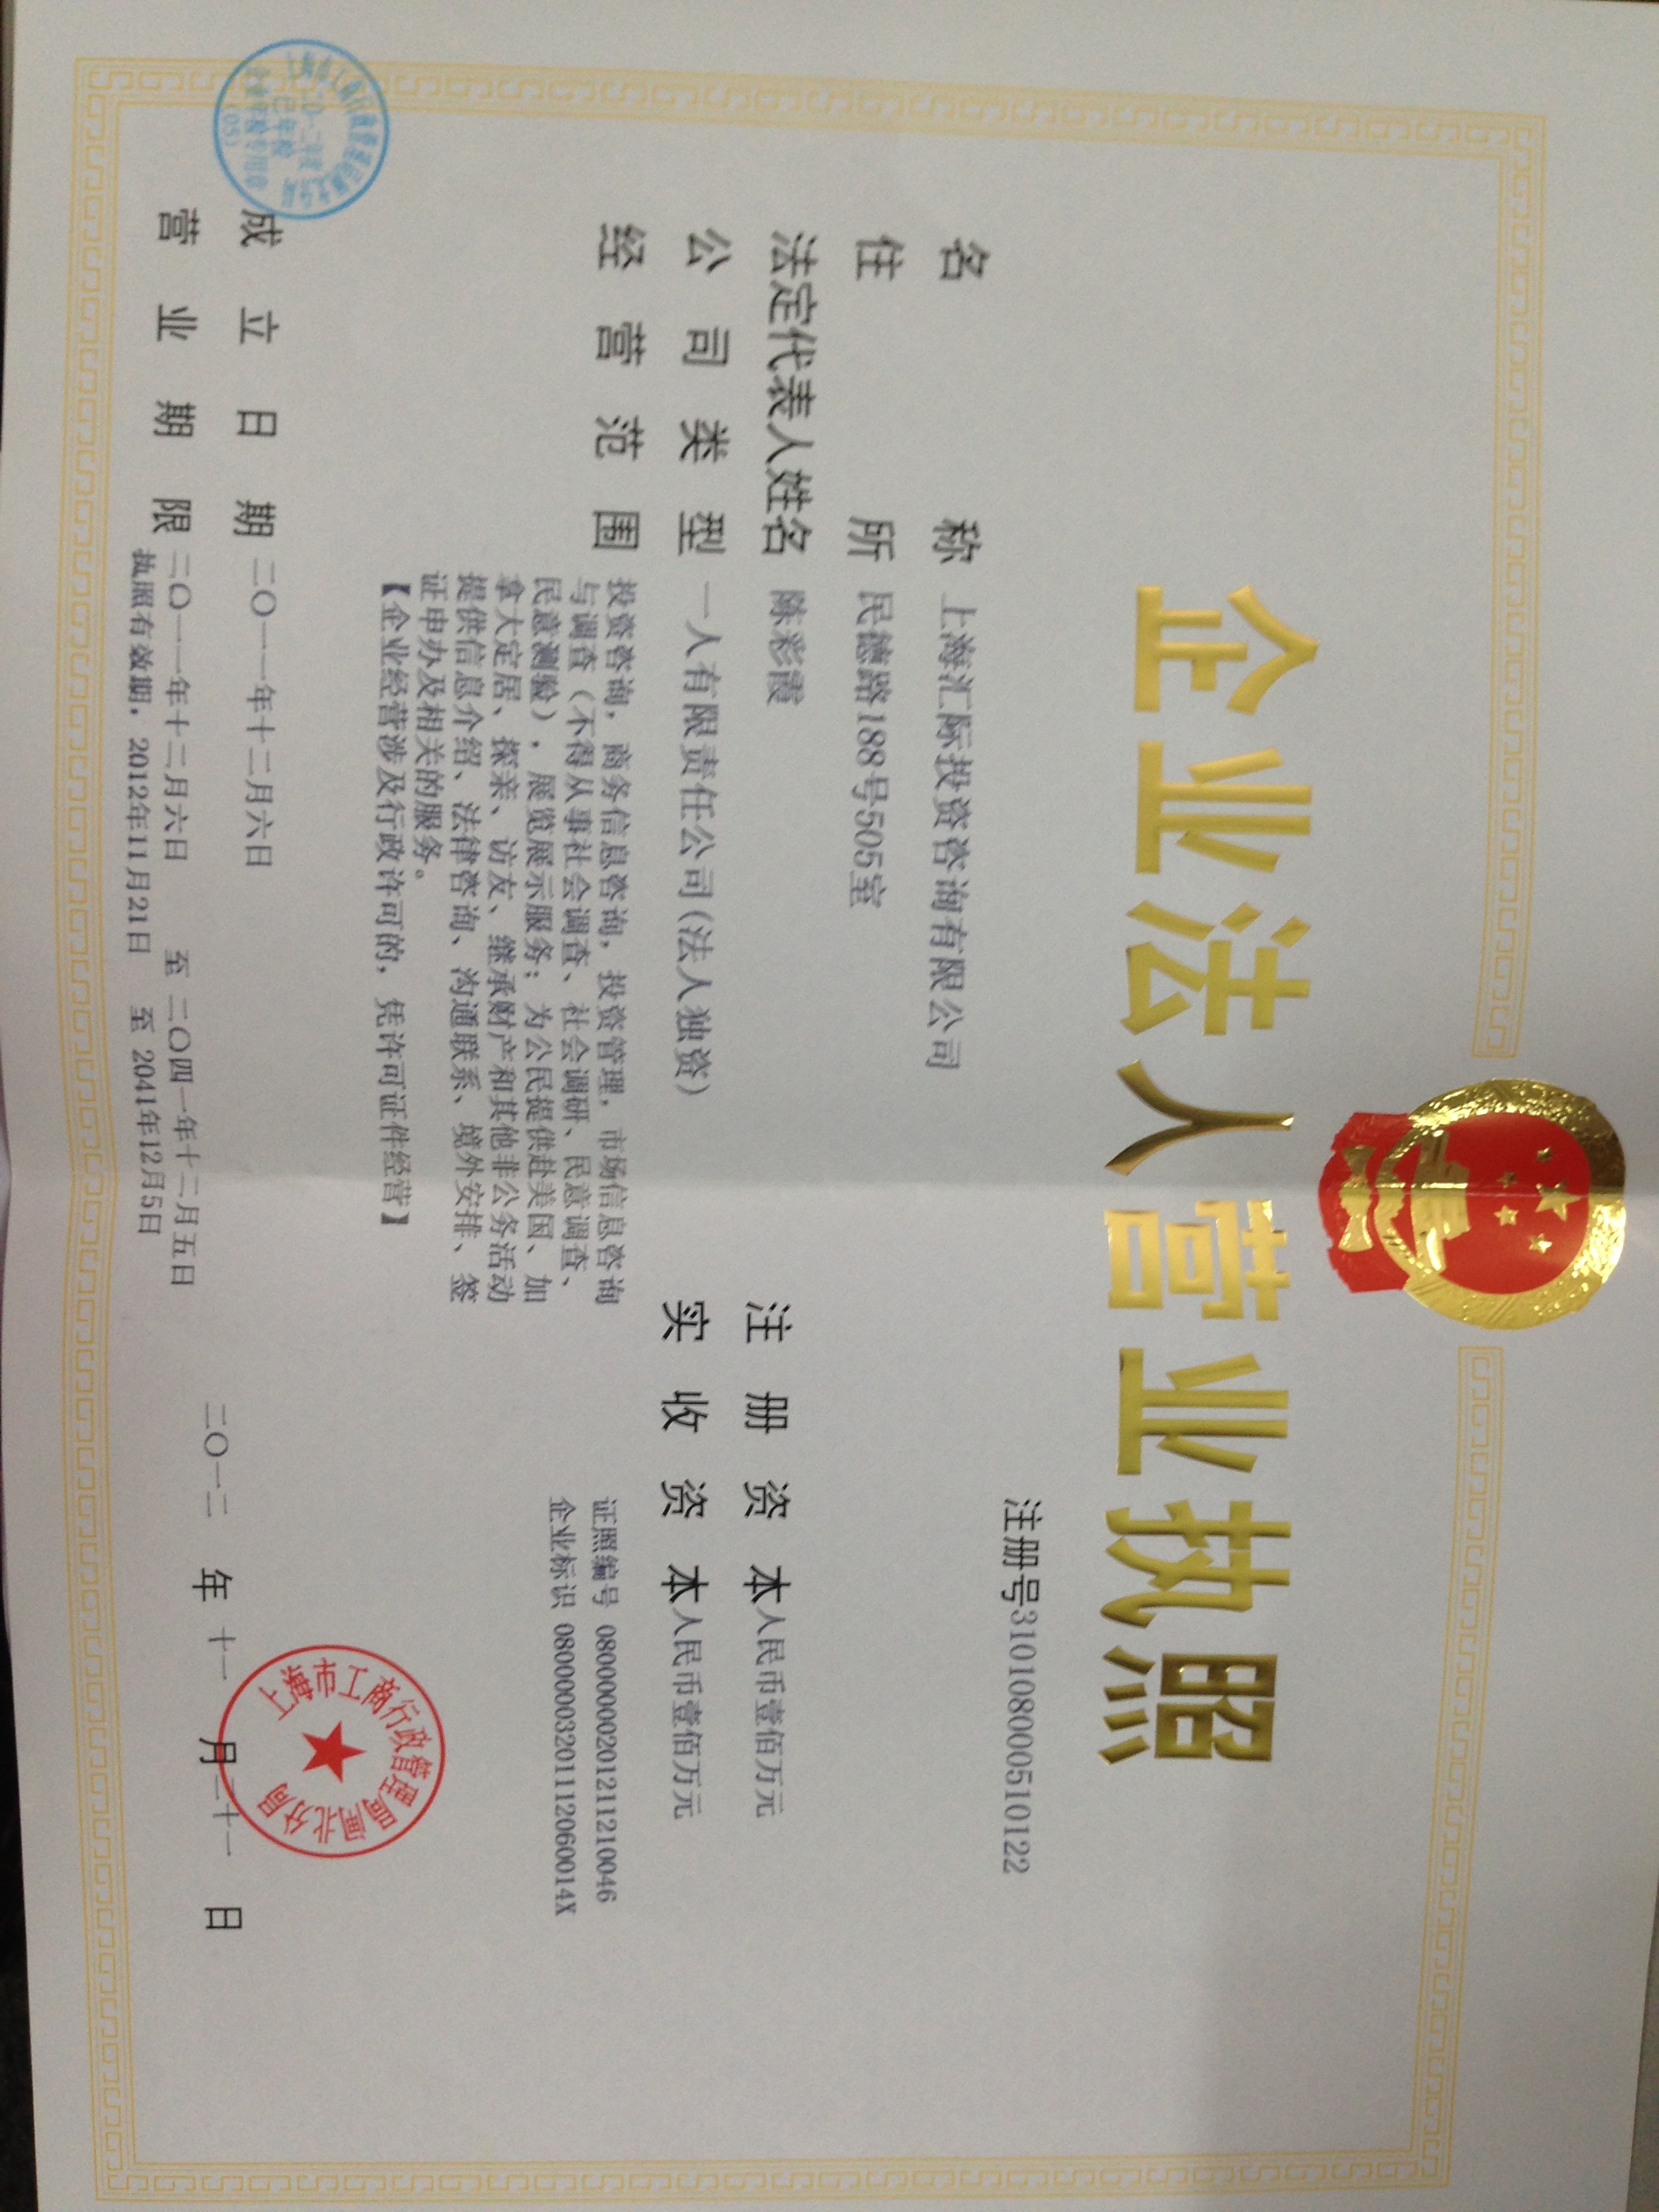 企业法人营业执照
注册号310108000510122
名称 上海汇际投资咨询有限公司
住所 民德路188号505室
法定代表人姓名 陈彩霞
注册资本人民币壹佰万元
公司类型 一人有限责任公司(法人独资)
实收资本人民币壹佰万元
经营范围 投资咨询，商务信息咨询，投资管理，市场信息咨询
与调查（不得从事社会调查、社会调研、民意调查、
民意测验），展览展示服务；为公民提供赴美国、加
拿大定居、探亲、访友、继承财产和其他非公务活动
提供信息介绍、法律咨询、沟通联系、境外安排、签
证申办及相关的服务。
【企业经营涉及行政许可的，凭许可证件经营】
证照编号 08000000201211210046
企业标识 08000003201112060014X
成立日期 二〇一一年十二月六日
营业期限 二〇一一年十二月六日 至 二〇四一年十二月五日
执照有效期，2012年11月21日 至 2041年12月5日
上海市工商行政管理局闸北分局
二〇一二 年 十一 月二十一 日
已年检
(05)